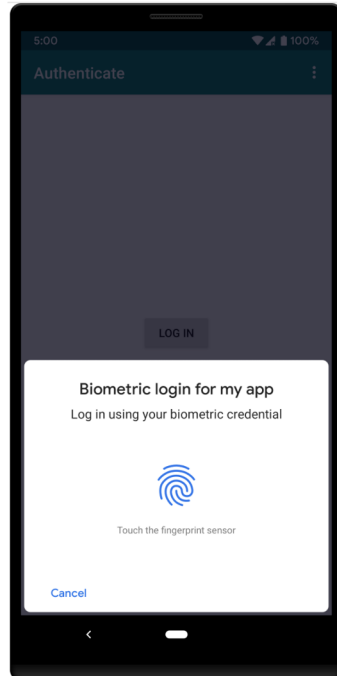 5:00 100%
Authenticate
LOG IN
Biometric login for my app
Log in using your biometric credential
Touch the fingerprint sensor
Cancel